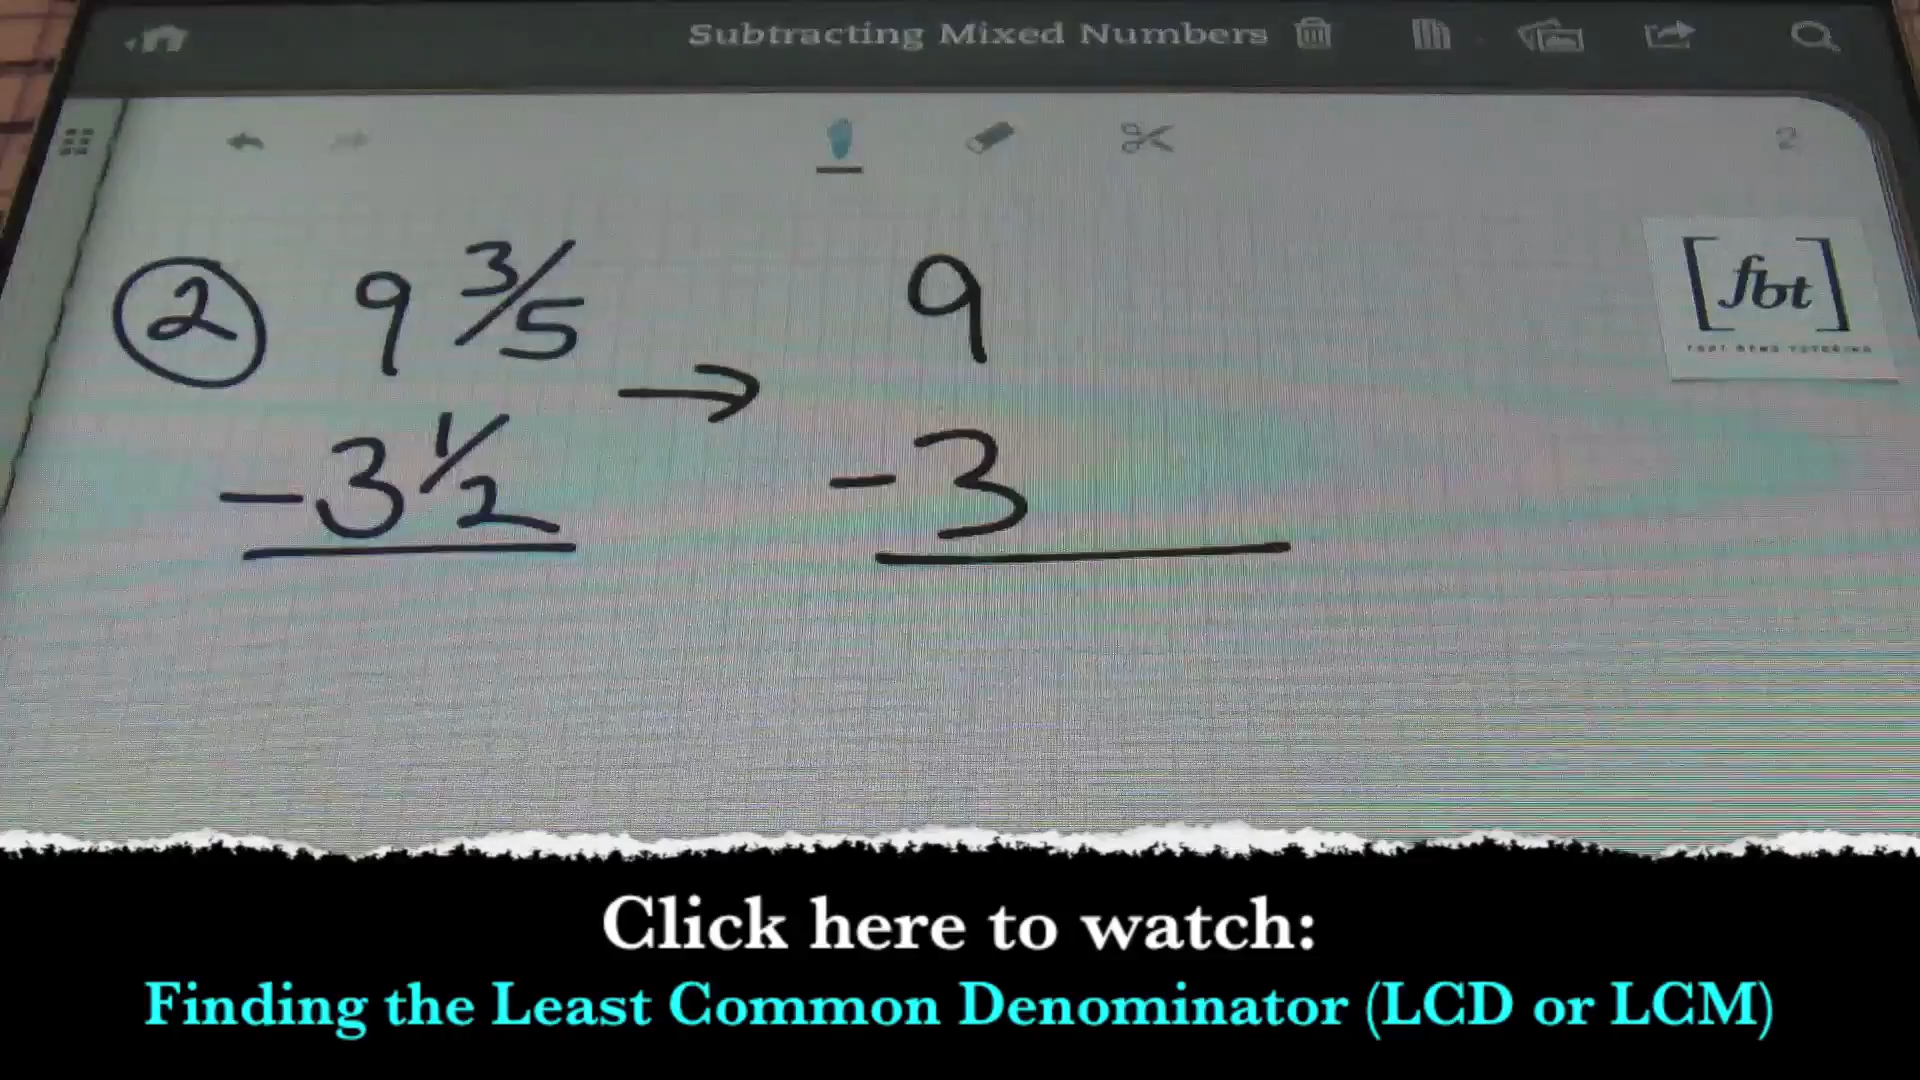 Subtracting Mixed Numbers
2
② 9 3/5 → 9
- 3 1/2 - 3
[fbt]
Click here to watch:
Finding the Least Common Denominator (LCD or LCM)